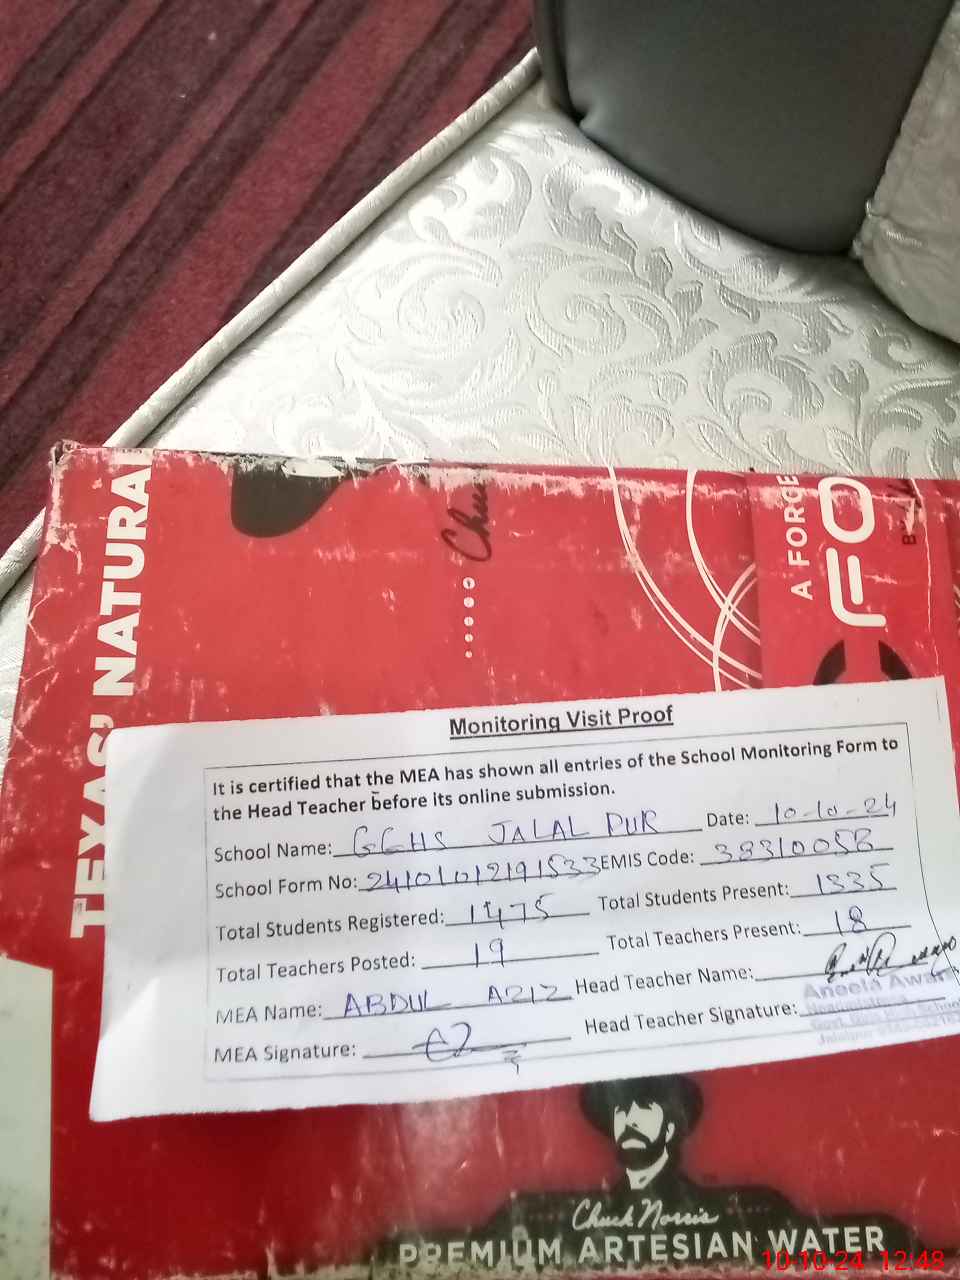 TEXAS' NATURAL
A FORCE
FO
Monitoring Visit Proof
It is certified that the MEA has shown all entries of the School Monitoring Form to
the Head Teacher before its online submission.
School Name: GGHS JALAL PUR Date: 10-10-24
School Form No: 24101012191533 EMIS Code: 38310058
Total Students Registered: 1475 Total Students Present: 1335
Total Teachers Posted: 19 Total Teachers Present: 18
MEA Name: ABDUL AZIZ Head Teacher Name:
Aneela Awan
MEA Signature: Head Teacher Signature:
Chuck Norris
PREMIUM ARTESIAN WATER
10-10-24 12:48